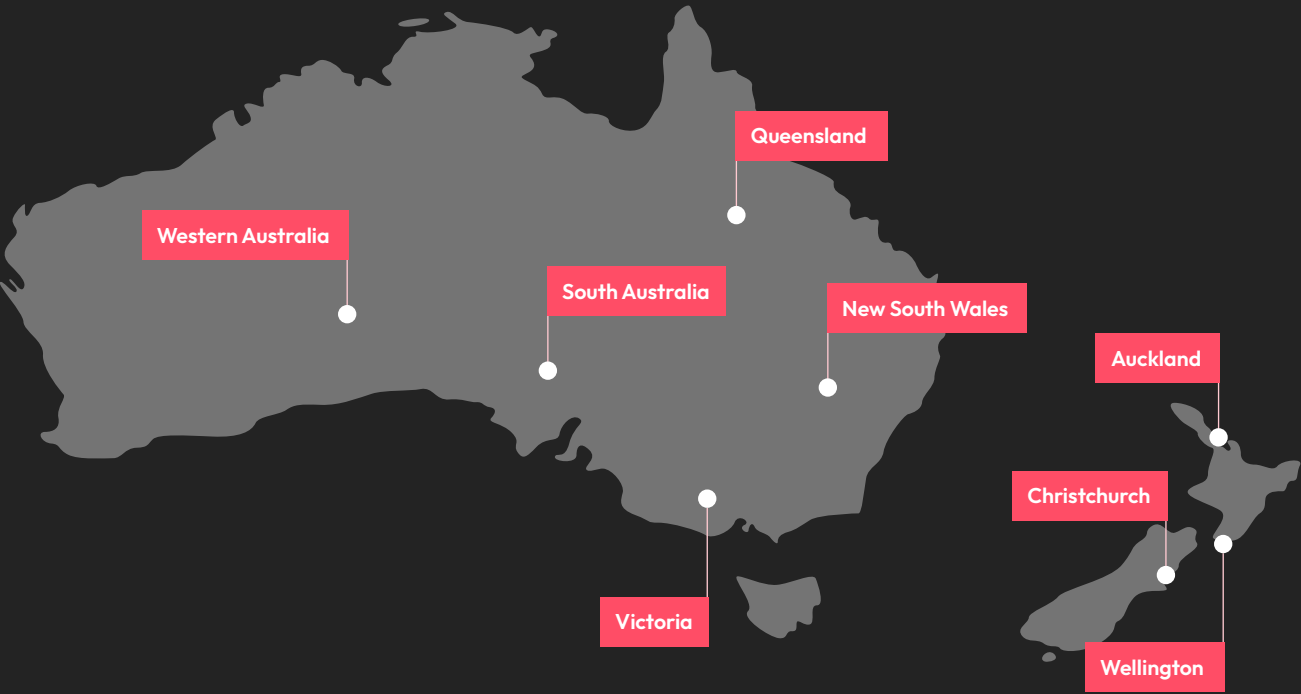 Queensland
Western Australia
South Australia
New South Wales
Auckland
Christchurch
Victoria
Wellington